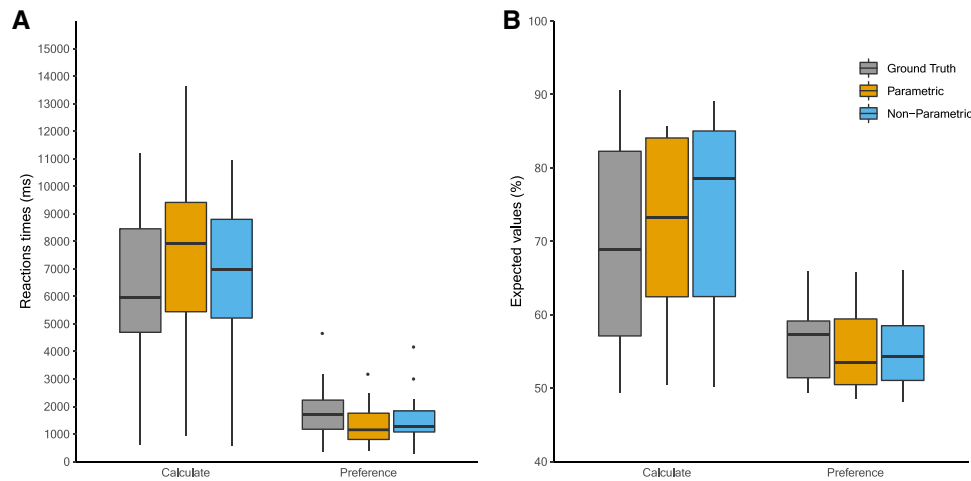 A
Reactions times (ms)
15000
14000
13000
12000
11000
10000
9000
8000
7000
6000
5000
4000
3000
2000
1000
0
Calculate
Preference
B
Expected values (%)
100
90
80
70
60
50
40
Calculate
Preference
Ground Truth
Parametric
Non-Parametric